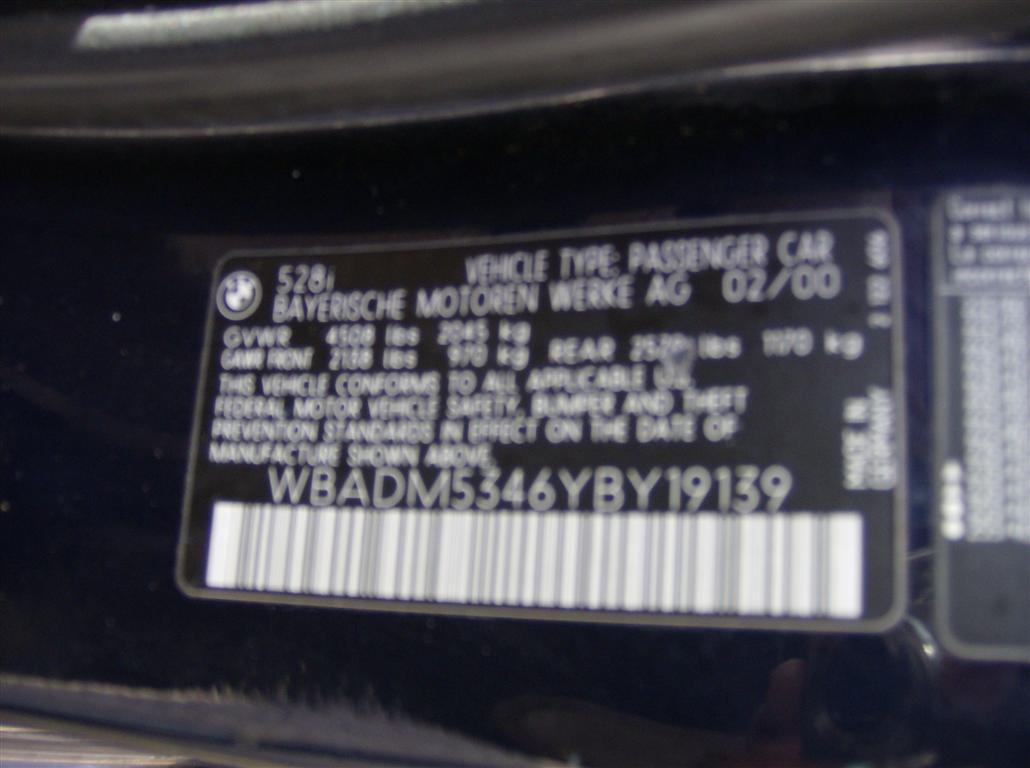 528i VEHICLE TYPE: PASSENGER CAR
BAYERISCHE MOTOREN WERKE AG 02/00
GVWR 4508 lbs 2045 kg
GAWR FRONT 2138 lbs 970 kg REAR lbs 1170 kg
THIS VEHICLE CONFORMS TO ALL APPLICABLE U.S.
FEDERAL MOTOR VEHICLE SAFETY, BUMPER AND THEFT
PREVENTION STANDARDS IN EFFECT ON THE DATE OF
MANUFACTURE SHOWN ABOVE.
WBADM5346YBY19139
MADE IN
GERMANY